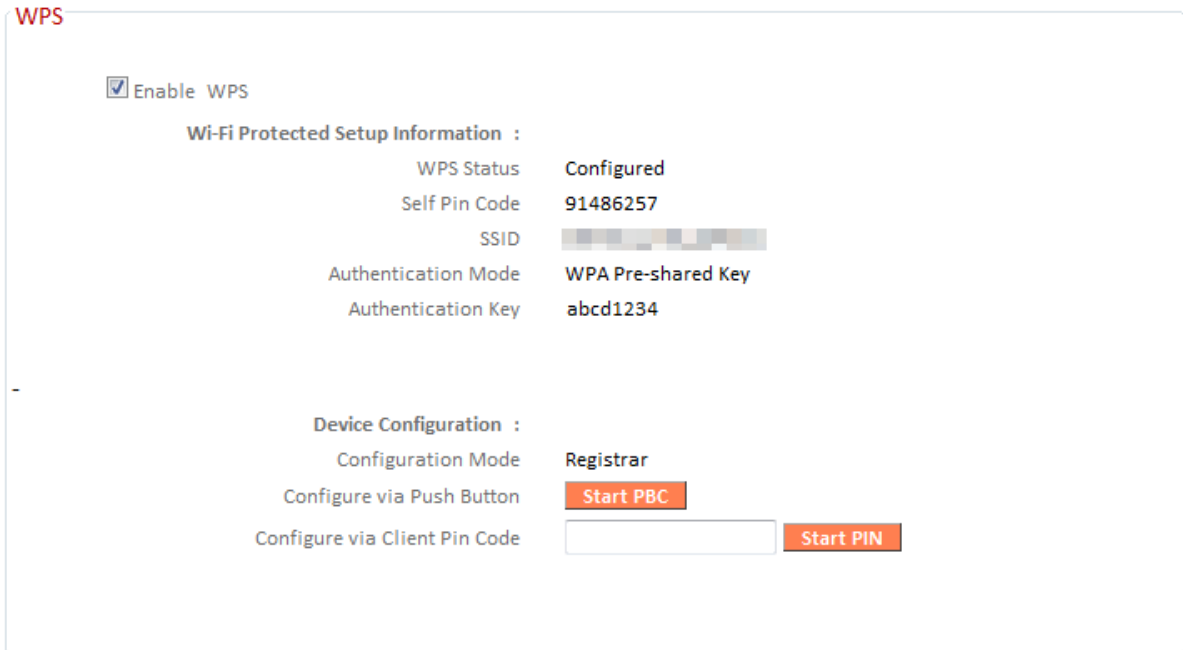 WPS
Enable WPS
Wi-Fi Protected Setup Information :
WPS Status Configured
Self Pin Code 91486257
SSID
Authentication Mode WPA Pre-shared Key
Authentication Key abcd1234
-
Device Configuration :
Configuration Mode Registrar
Configure via Push Button Start PBC
Configure via Client Pin Code Start PIN